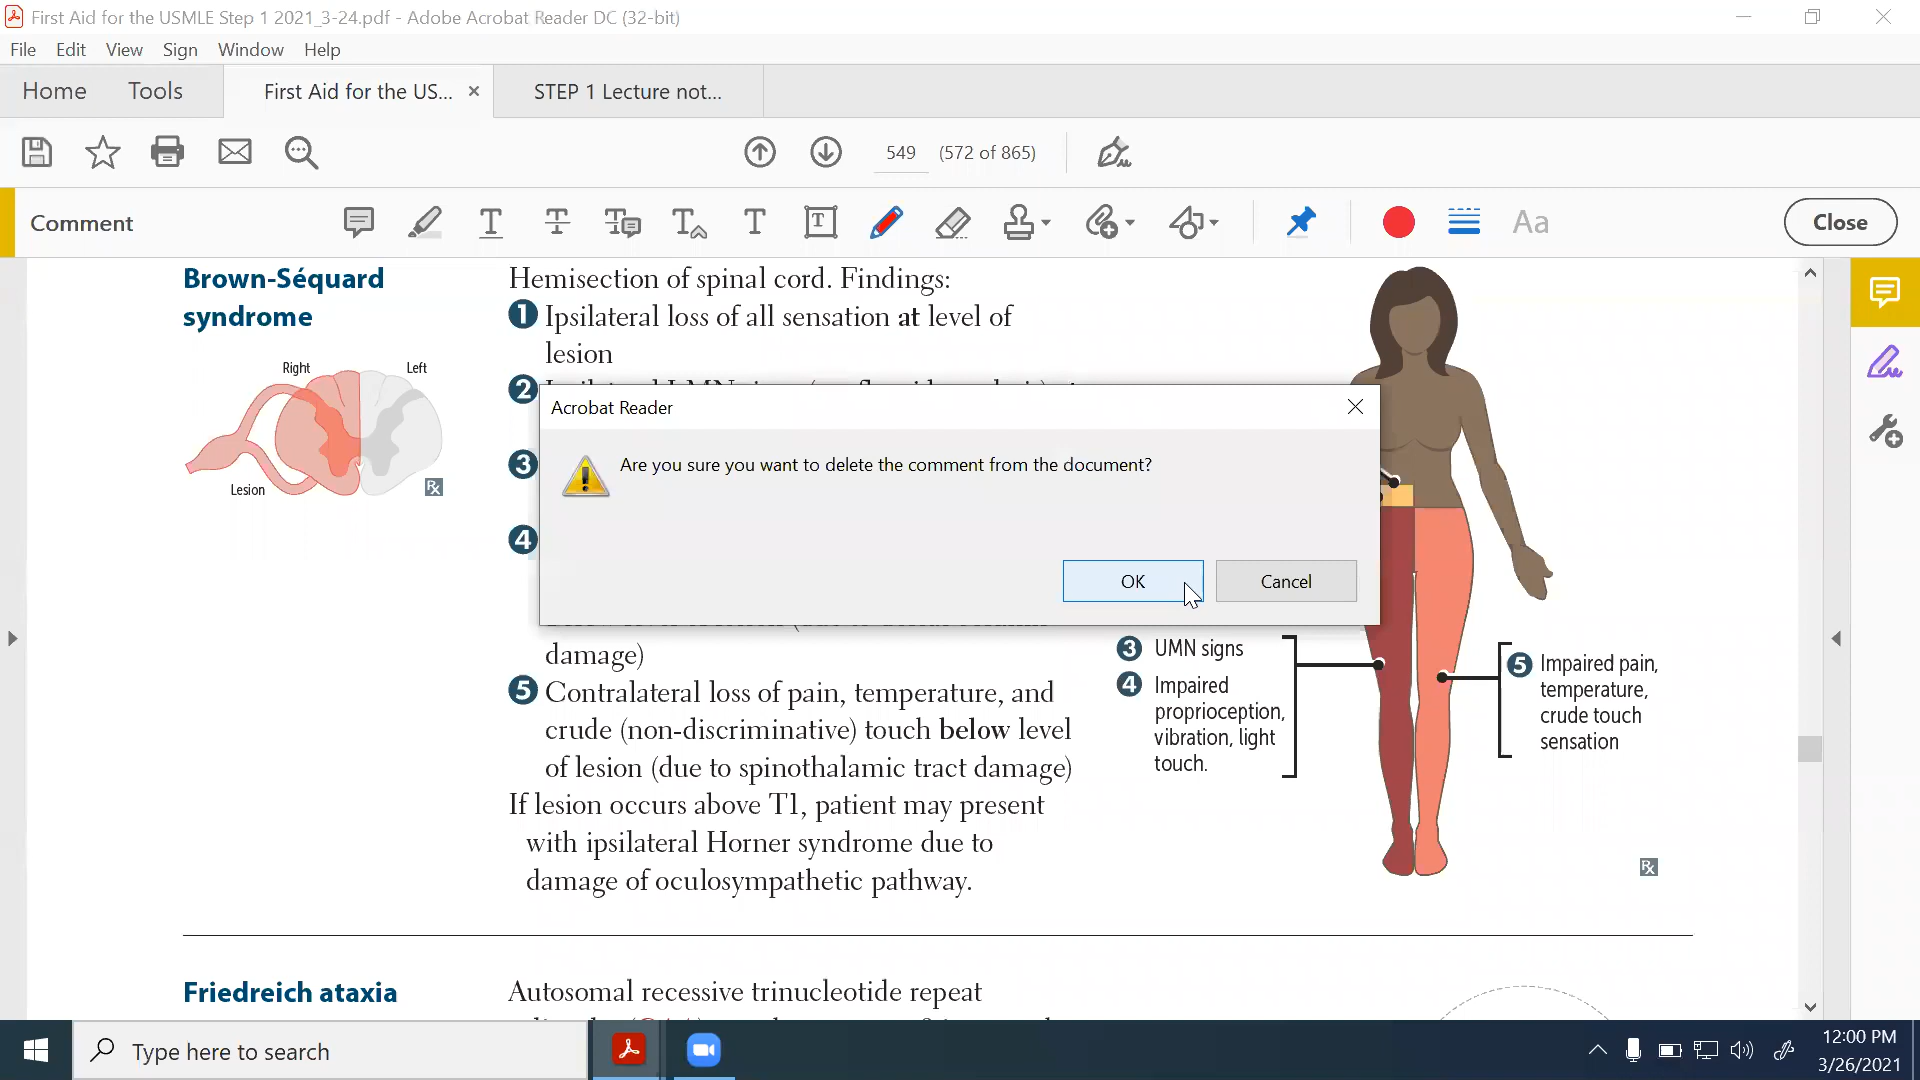 First Aid for the USMLE Step 1 2021_3-24.pdf - Adobe Acrobat Reader DC (32-bit)
File Edit View Sign Window Help
Home Tools First Aid for the US... × STEP 1 Lecture not...
549 (572 of 865)
Comment
T T T T T T Aa Close
Brown-Séquard
syndrome
Right Left
Lesion
Rx
Hemisection of spinal cord. Findings:
1 Ipsilateral loss of all sensation at level of
lesion
2
3
4
Acrobat Reader
Are you sure you want to delete the comment from the document?
OK Cancel
damage)
5 Contralateral loss of pain, temperature, and
crude (non-discriminative) touch below level
of lesion (due to spinothalamic tract damage)
If lesion occurs above T1, patient may present
with ipsilateral Horner syndrome due to
damage of oculosympathetic pathway.
3 UMN signs
4 Impaired
proprioception,
vibration, light
touch.
5 Impaired pain,
temperature,
crude touch
sensation
Rx
Friedreich ataxia
Autosomal recessive trinucleotide repeat
Type here to search
12:00 PM
3/26/2021